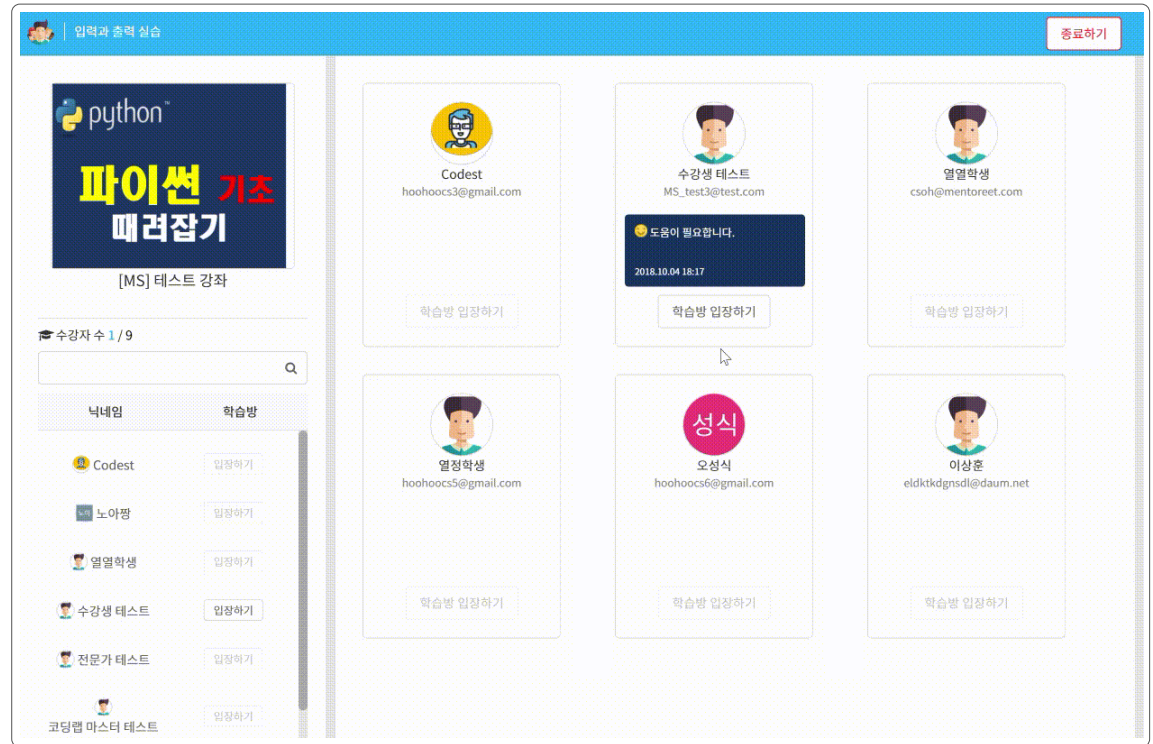 입력과 출력 실습
종료하기
python™
파이썬 기초
때려잡기
[MS] 테스트 강좌
수강자 수 1 / 9
닉네임 학습방
Codest 입장하기
노아짱 입장하기
열열학생 입장하기
수강생 테스트 입장하기
전문가 테스트 입장하기
코딩랩 마스터 테스트 입장하기
Codest
hoohoocs3@gmail.com
학습방 입장하기
수강생 테스트
MS_test3@test.com
도움이 필요합니다.
2018.10.04 18:17
학습방 입장하기
열열학생
csoh@mentoreet.com
학습방 입장하기
열정학생
hoohoocs5@gmail.com
학습방 입장하기
성식
오성식
hoohoocs6@gmail.com
학습방 입장하기
이상훈
eldktkdgnsdl@daum.net
학습방 입장하기